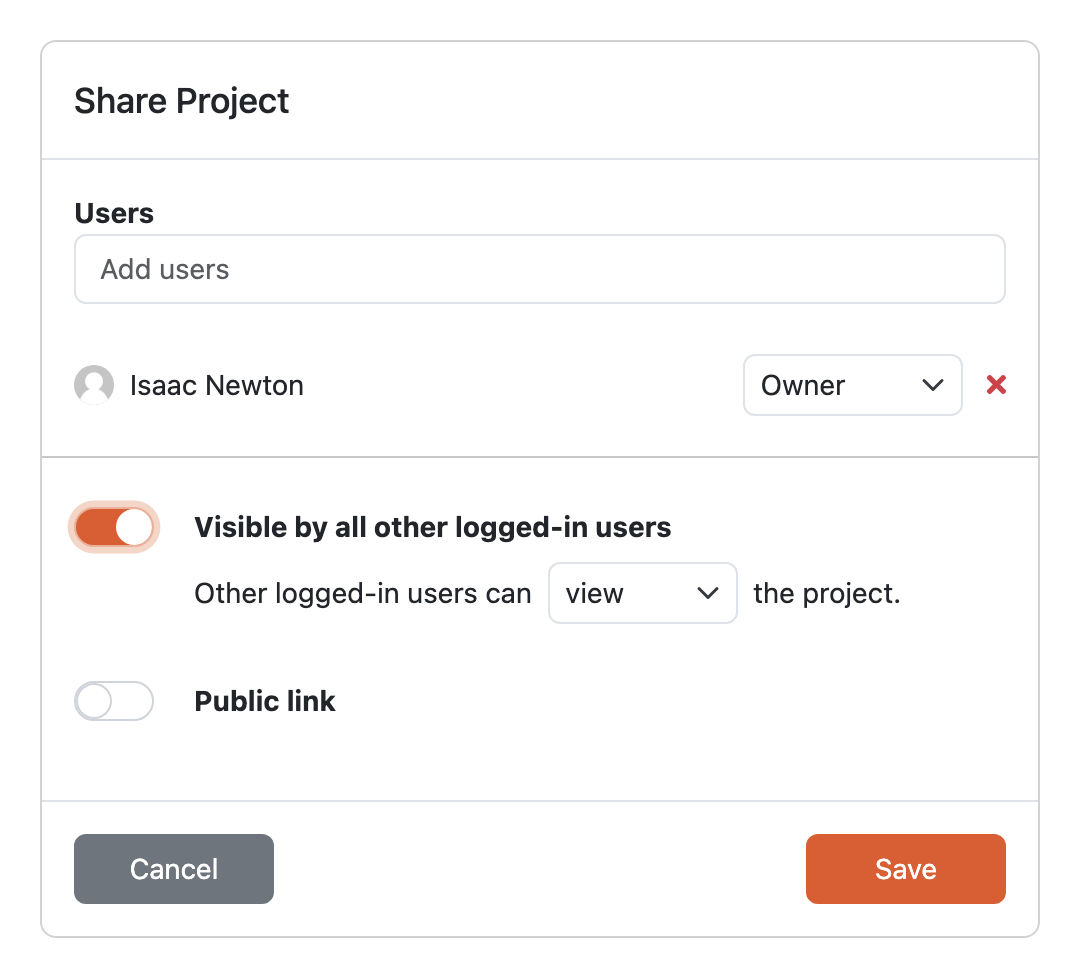 Share Project
Users
Add users
Isaac Newton Owner
Visible by all other logged-in users
Other logged-in users can view the project.
Public link
Cancel Save